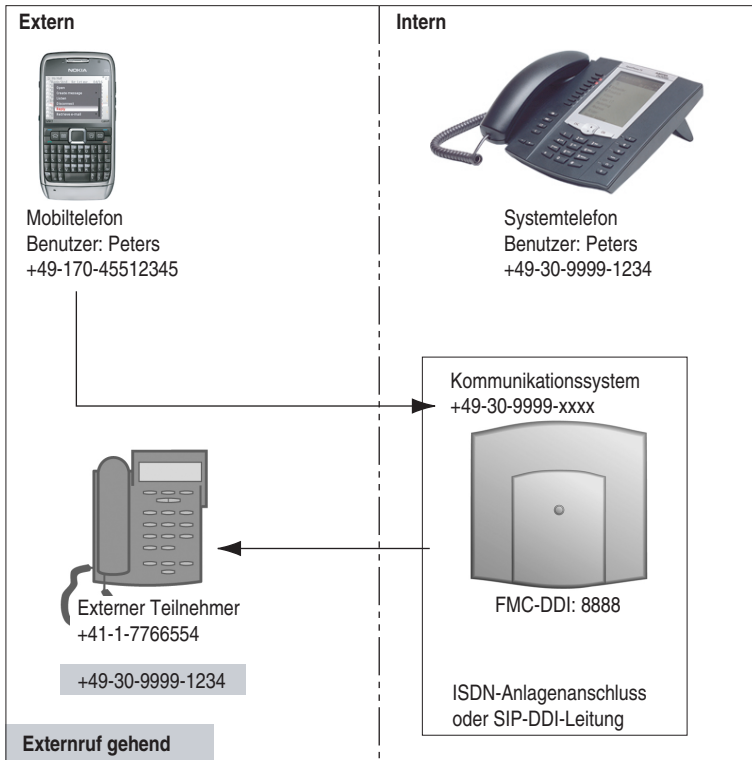 Extern
Intern
NOKIA
Mobiltelefon
Benutzer: Peters
+49-170-45512345
Systemtelefon
Benutzer: Peters
+49-30-9999-1234
Kommunikationssystem
+49-30-9999-xxxx
FMC-DDI: 8888
Externer Teilnehmer
+41-1-7766554
+49-30-9999-1234
ISDN-Anlagenanschluss
oder SIP-DDI-Leitung
Externruf gehend